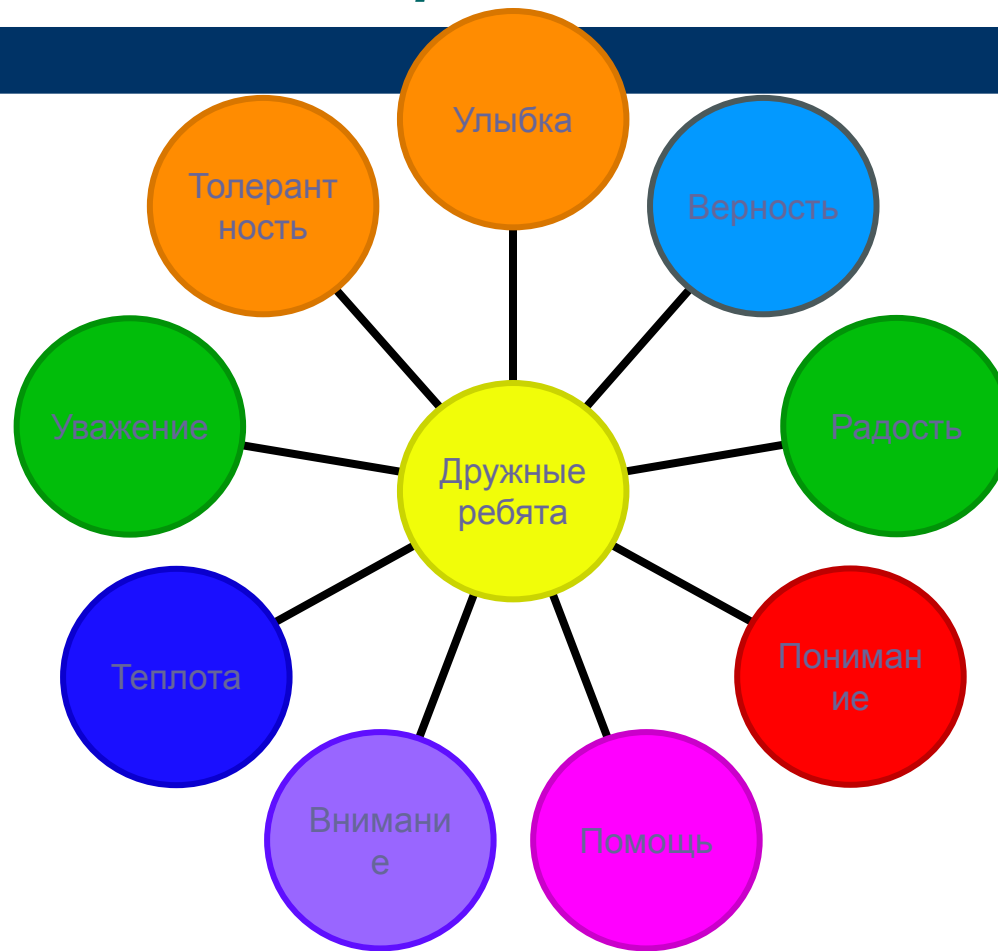 Улыбка
Верность
Радость
Пониман
ие
Помощь
Внимани
е
Теплота
Уважение
Толерант
ность
Дружные
ребята